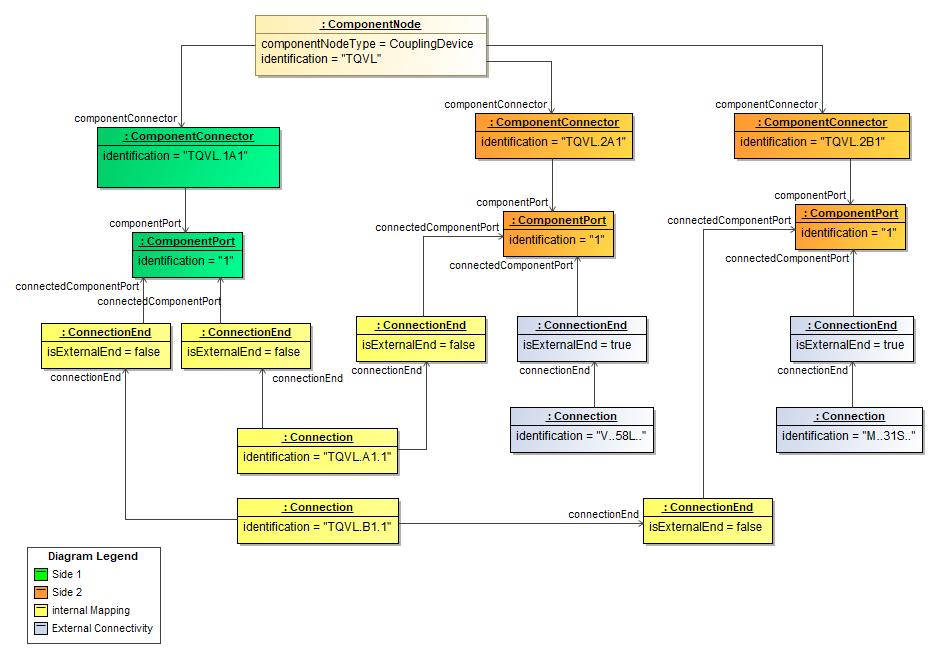 : ComponentNode
componentNodeType = CouplingDevice
identification = "TQVL"
componentConnector
componentConnector
componentConnector
: ComponentConnector
identification = "TQVL.1A1"
: ComponentConnector
identification = "TQVL.2A1"
: ComponentConnector
identification = "TQVL.2B1"
componentPort
componentPort
componentPort
: ComponentPort
identification = "1"
connectedComponentPort
: ComponentPort
identification = "1"
connectedComponentPort
connectedComponentPort
: ComponentPort
identification = "1"
connectedComponentPort
connectedComponentPort
connectedComponentPort
: ConnectionEnd
isExternalEnd = false
: ConnectionEnd
isExternalEnd = false
: ConnectionEnd
isExternalEnd = false
: ConnectionEnd
isExternalEnd = true
: ConnectionEnd
isExternalEnd = true
connectionEnd
connectionEnd
connectionEnd
connectionEnd
connectionEnd
: Connection
identification = "V..58L.."
: Connection
identification = "M..31S.."
: Connection
identification = "TQVL.A1.1"
: Connection
identification = "TQVL.B1.1"
connectionEnd
: ConnectionEnd
isExternalEnd = false
Diagram Legend
Side 1
Side 2
internal Mapping
External Connectivity